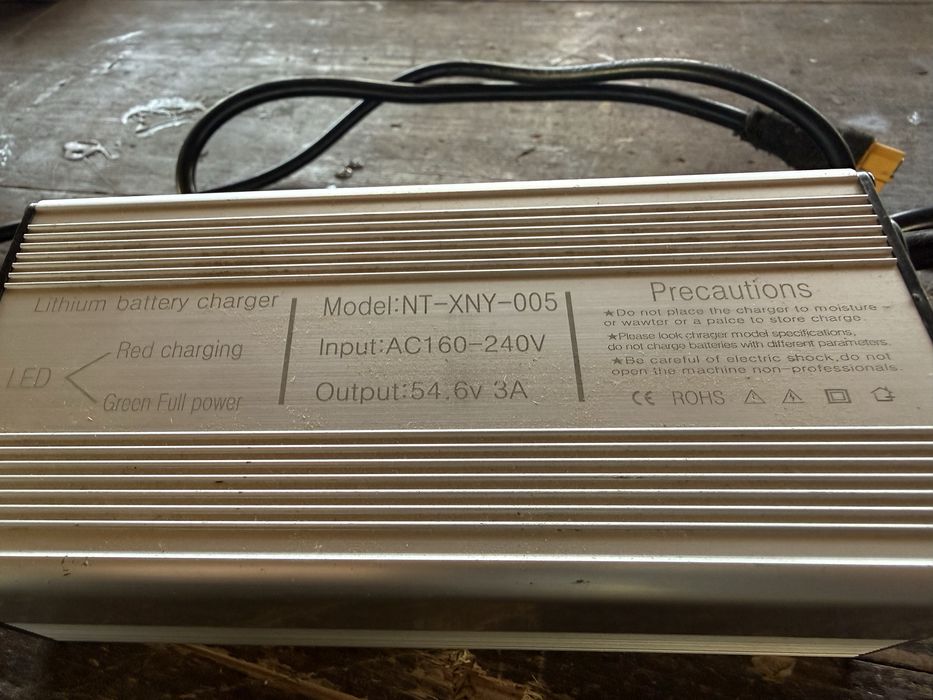 Lithium battery charger
LED
Red charging
Green Full power
Model:NT-XNY-005
Input:AC160-240V
Output:54.6v 3A
Precautions
★Do not place the charger to moisture-
or wawter or a palce to store charge.
★Please look chrager model specifications,
do not charge batteries with different parameters.
★Be careful of electric shock,do not
open the machine non-professionals.
CE ROHS